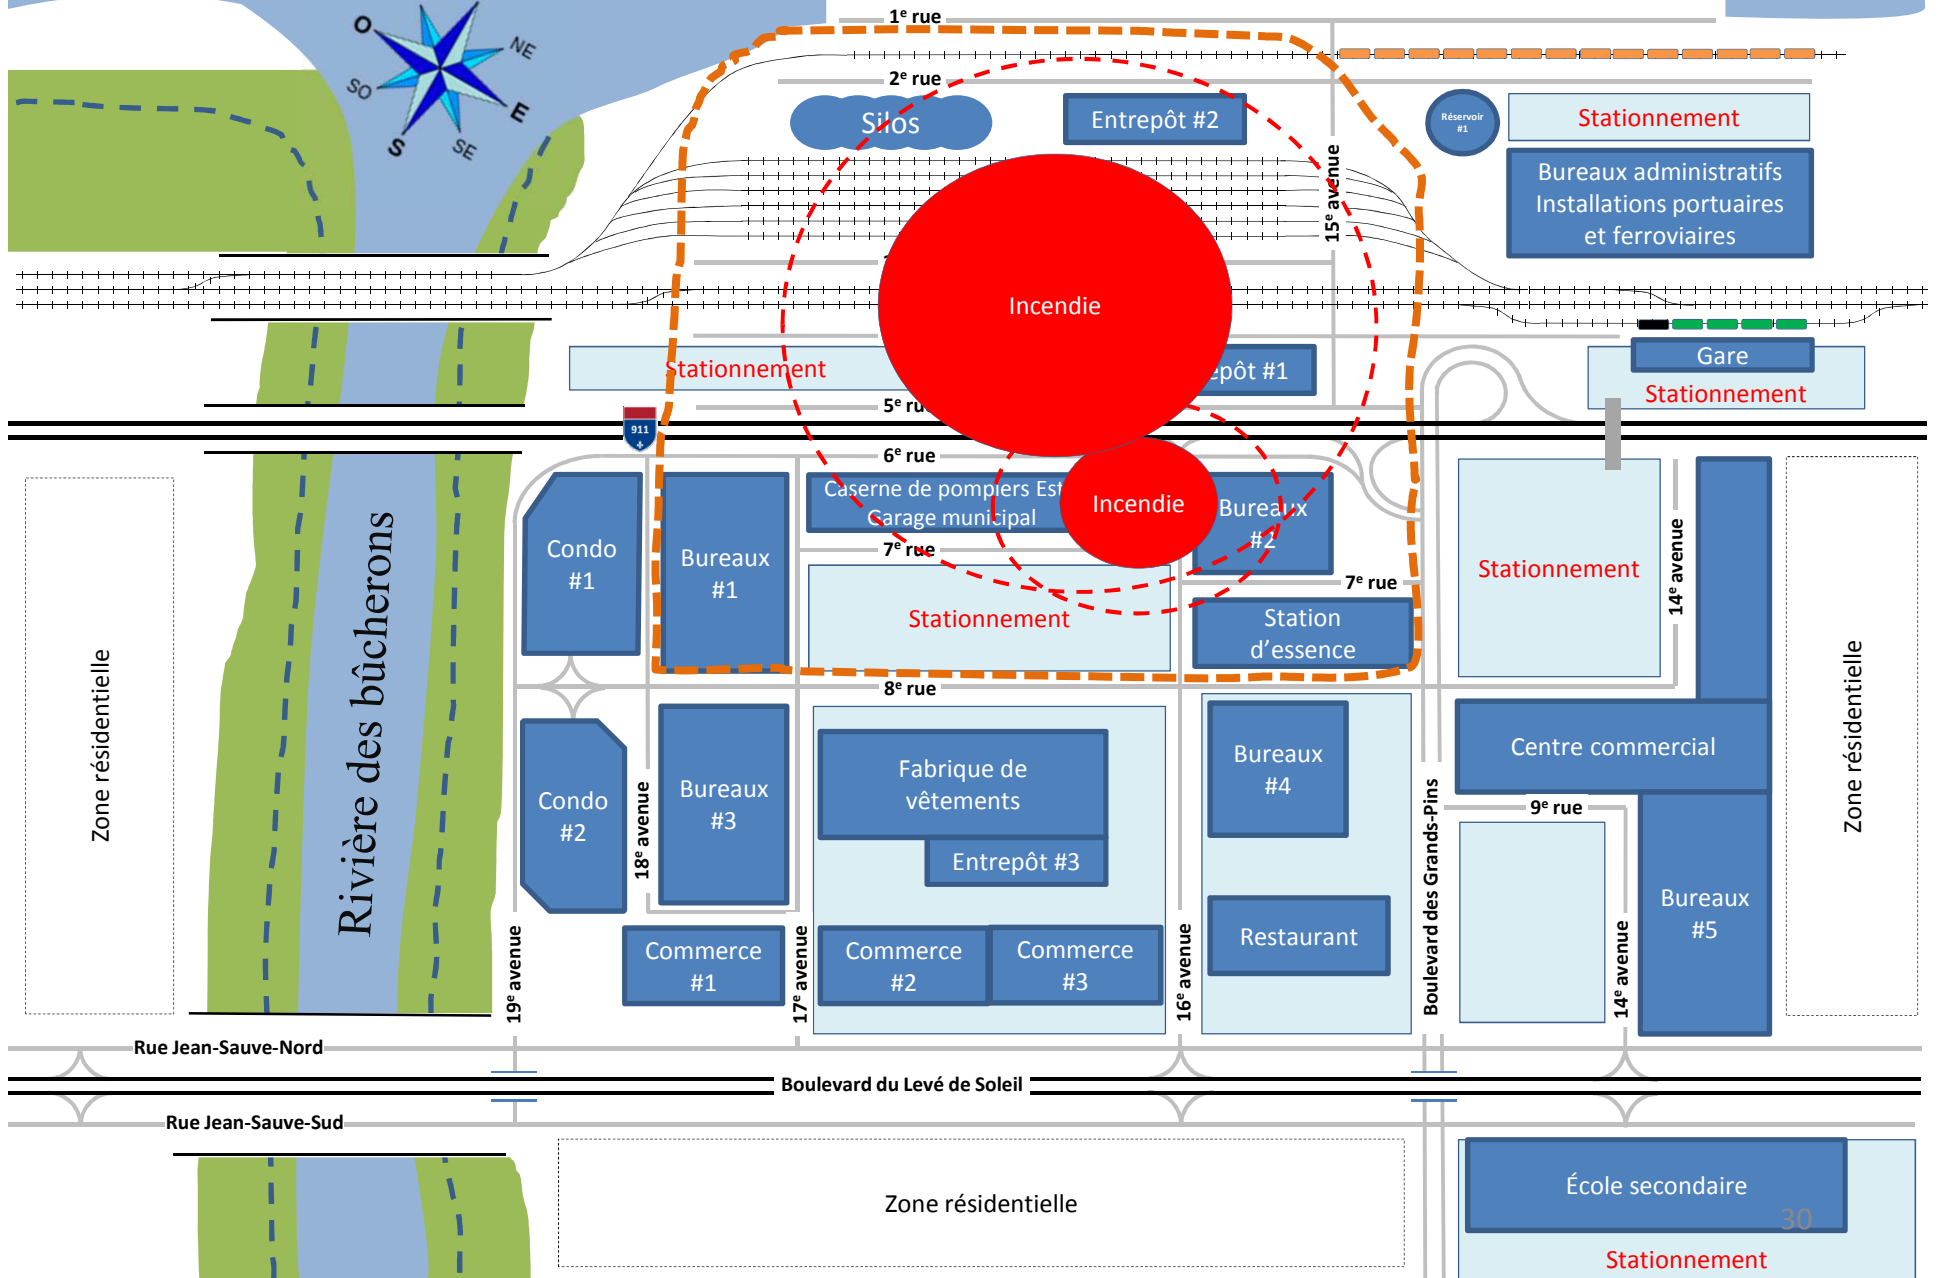 1e rue
O
NE
SO
E
S
SE
2e rue
Silos
Entrepôt #2
Réservoir
#1
Stationnement
15e avenue
Bureaux administratifs
Installations portuaires
et ferroviaires
Incendie
Stationnement
epôt #1
Gare
Stationnement
5e rue
911
6e rue
Caserne de pompiers Est
Garage municipal
Incendie
Bureaux
#2
Condo
#1
Bureaux
#1
7e rue
7e rue
Stationnement
14e avenue
Stationnement
Station
d'essence
8e rue
Zone résidentielle
Rivière des bûcherons
Zone résidentielle
Condo
#2
18e avenue
Bureaux
#3
Fabrique de
vêtements
Entrepôt #3
Bureaux
#4
Centre commercial
9e rue
Boulevard des Grands-Pins
Bureaux
#5
Restaurant
Commerce
#1
Commerce
#2
Commerce
#3
19e avenue
17e avenue
16e avenue
14e avenue
Rue Jean-Sauve-Nord
Boulevard du Levé de Soleil
Rue Jean-Sauve-Sud
Zone résidentielle
École secondaire
30
Stationnement